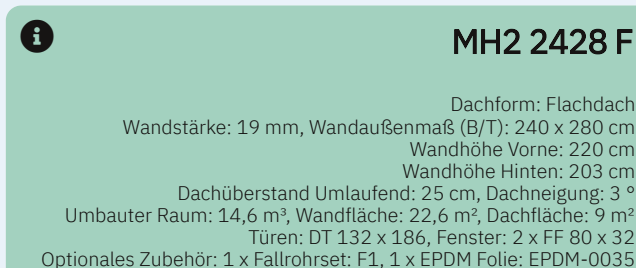 MH2 2428 F
Dachform: Flachdach
Wandstärke: 19 mm, Wandaußenmaß (B/T): 240 x 280 cm
Wandhöhe Vorne: 220 cm
Wandhöhe Hinten: 203 cm
Dachüberstand Umlaufend: 25 cm, Dachneigung: 3 °
Umbauter Raum: 14,6 m³, Wandfläche: 22,6 m², Dachfläche: 9 m²
Türen: DT 132 x 186, Fenster: 2 x FF 80 x 32
Optionales Zubehör: 1 x Fallrohrset: F1, 1 x EPDM Folie: EPDM-0035